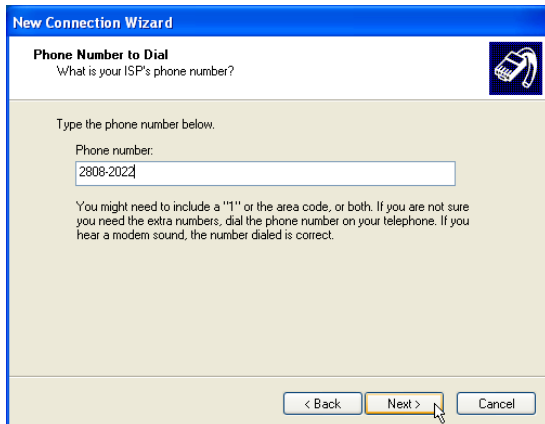 New Connection Wizard
Phone Number to Dial
What is your ISP's phone number?
Type the phone number below.
Phone number:
2808-2022
You might need to include a "1" or the area code, or both. If you are not sure
you need the extra numbers, dial the phone number on your telephone. If you
hear a modem sound, the number dialed is correct.
< Back
Next >
Cancel